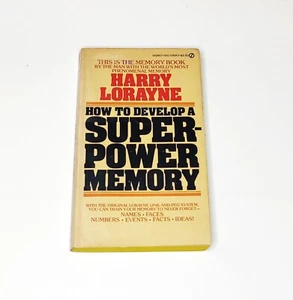 THIS IS THE MEMORY BOOK
BY THE MAN WITH THE WORLD'S MOST
PHENOMENAL MEMORY
HARRY
LORAYNE
HOW TO DEVELOP A
SUPER-
POWER
MEMORY
WITH THE ORIGINAL LORAYNE LINK AND PEG SYSTEM,
YOU CAN TRAIN YOUR MEMORY TO NEVER FORGET—
NAMES • FACES
NUMBERS • EVENTS • FACTS • IDEAS!